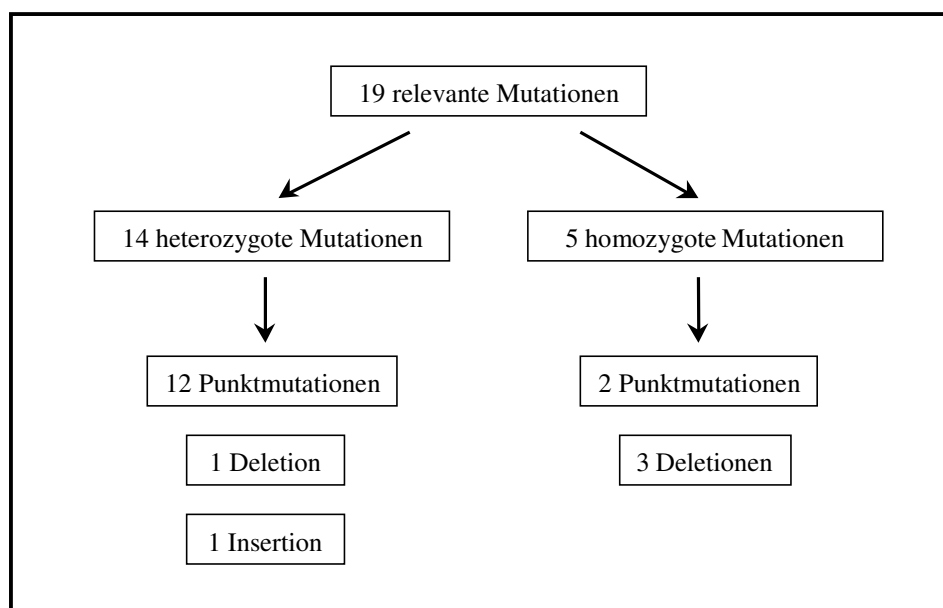 19 relevante Mutationen
14 heterozygote Mutationen
5 homozygote Mutationen
12 Punktmutationen
2 Punktmutationen
1 Deletion
3 Deletionen
1 Insertion